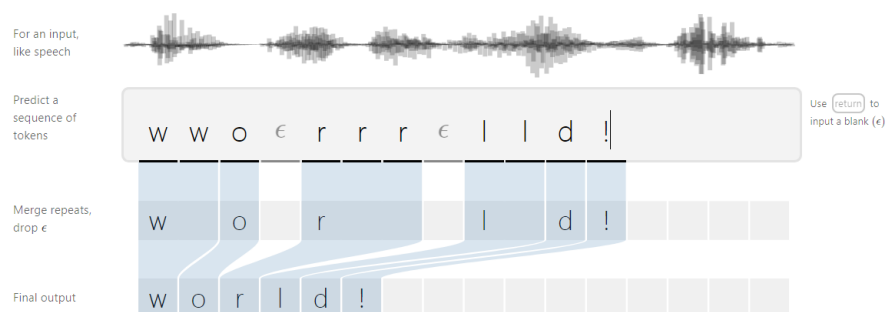 For an input,
like speech
Predict a
sequence of
tokens
w w o ϵ r r r ϵ l l d !
Use return to
input a blank (ϵ)
Merge repeats,
drop ϵ
w o r l d !
Final output
w o r l d !